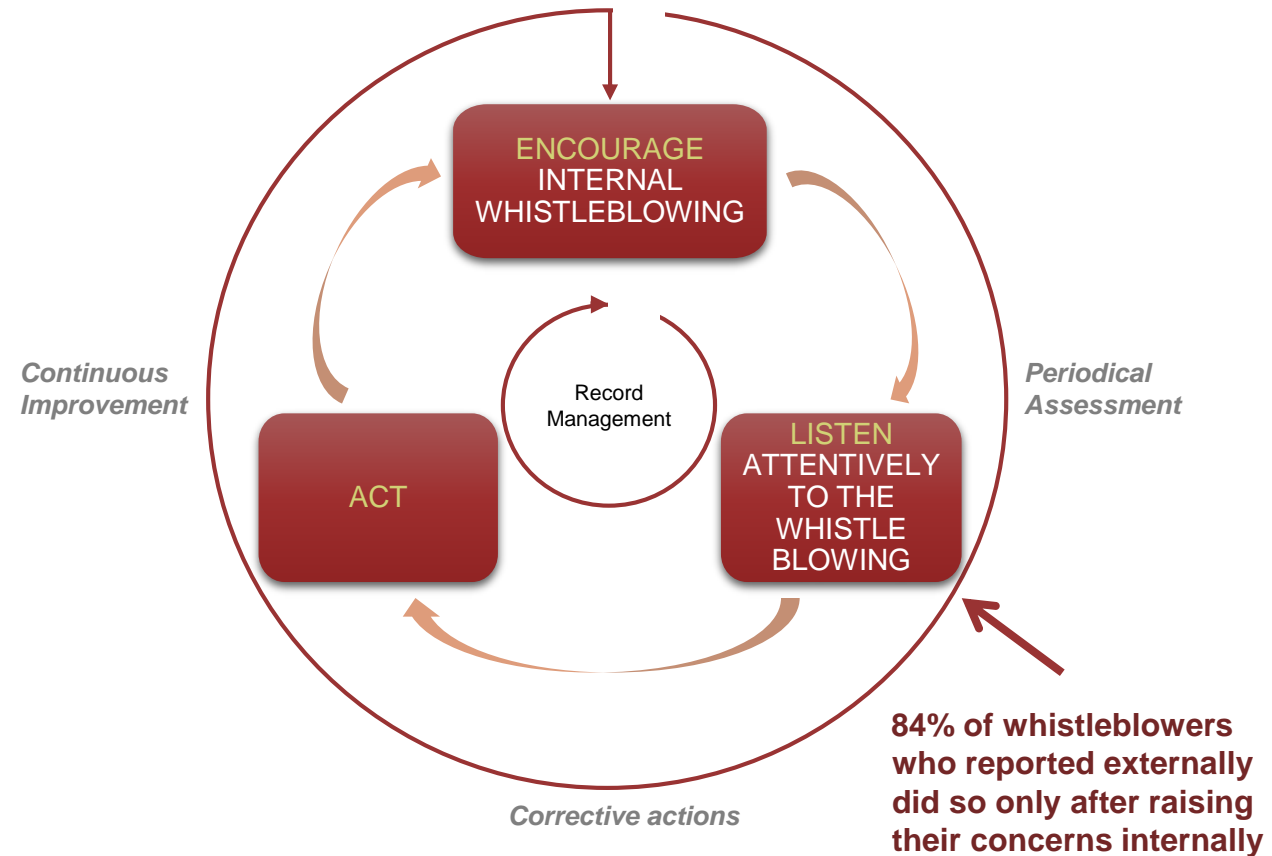 ENCOURAGE
INTERNAL
WHISTLEBLOWING
Continuous
Improvement
Record
Management
Periodical
Assessment
ACT
LISTEN
ATTENTIVELY
TO THE
WHISTLE
BLOWING
84% of whistleblowers
who reported externally
did so only after raising
their concerns internally
Corrective actions